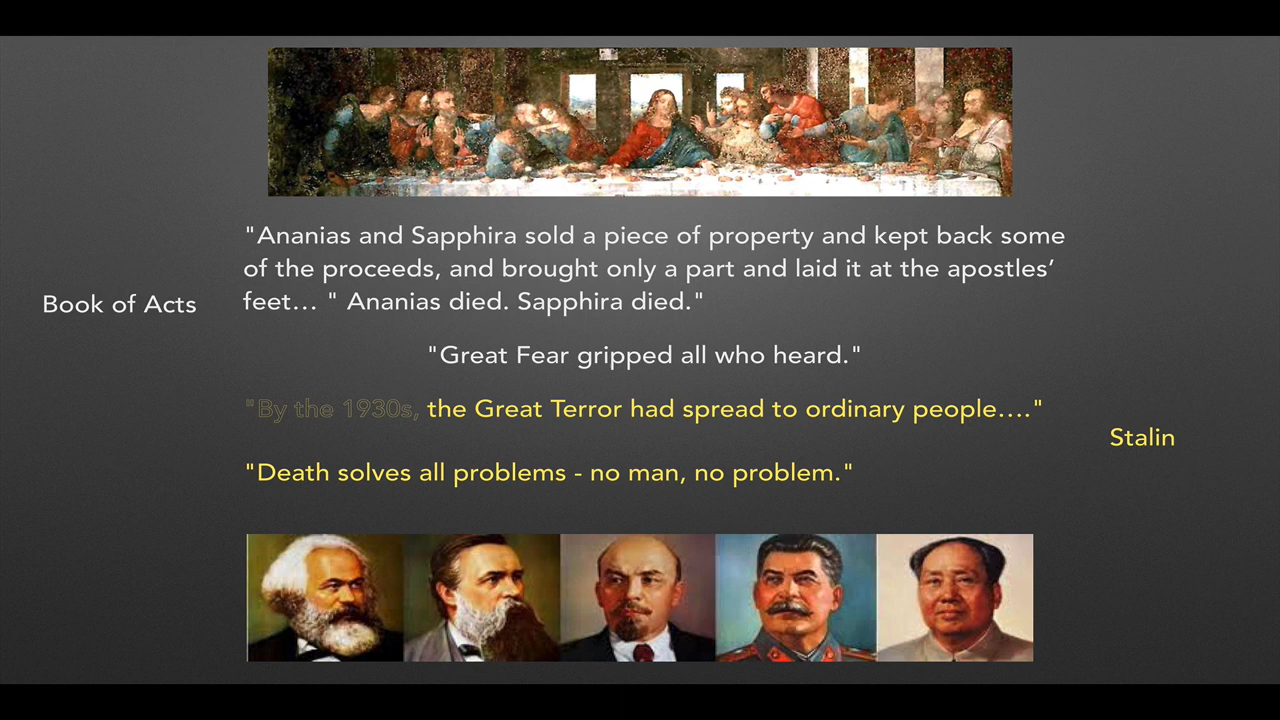 "Ananias and Sapphira sold a piece of property and kept back some
of the proceeds, and brought only a part and laid it at the apostles’
Book of Acts
feet… " Ananias died. Sapphira died."
"Great Fear gripped all who heard."
"By the 1930s, the Great Terror had spread to ordinary people…."
Stalin
"Death solves all problems - no man, no problem."